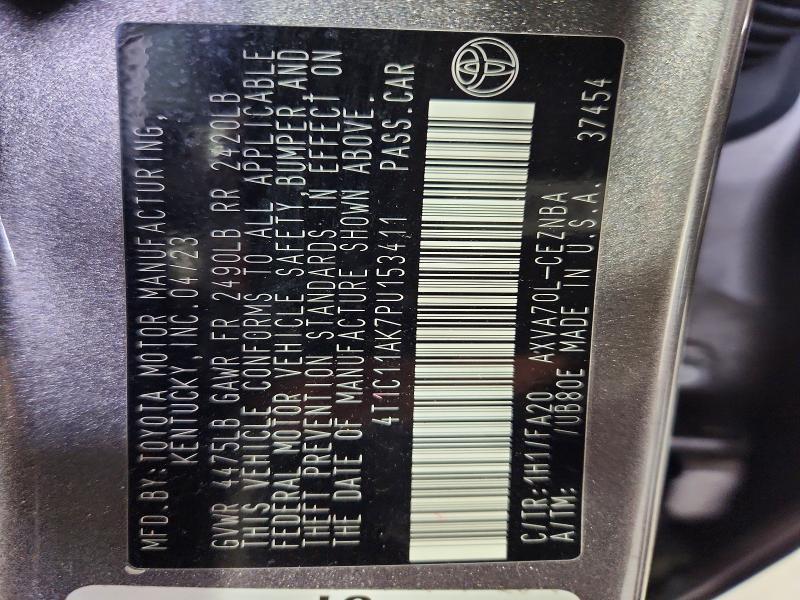 MFD.BY:TOYOTA MOTOR MANUFACTURING,
KENTUCKY,INC.04/23
GVWR 4475LB GAWR FR 2490LB RR 2420LB
THIS VEHICLE CONFORMS TO ALL APPLICABLE
FEDERAL MOTOR VEHICLE SAFETY,BUMPER,AND
THEFT PREVENTION STANDARDS IN EFFECT ON
THE DATE OF MANUFACTURE SHOWN ABOVE.
4T1C11AK7PU153411 PASS CAR
C/TR:1H1/FA20 AXVA70L-CEZNBA
A/TM: /UB80E MADE IN U.S.A. 37454